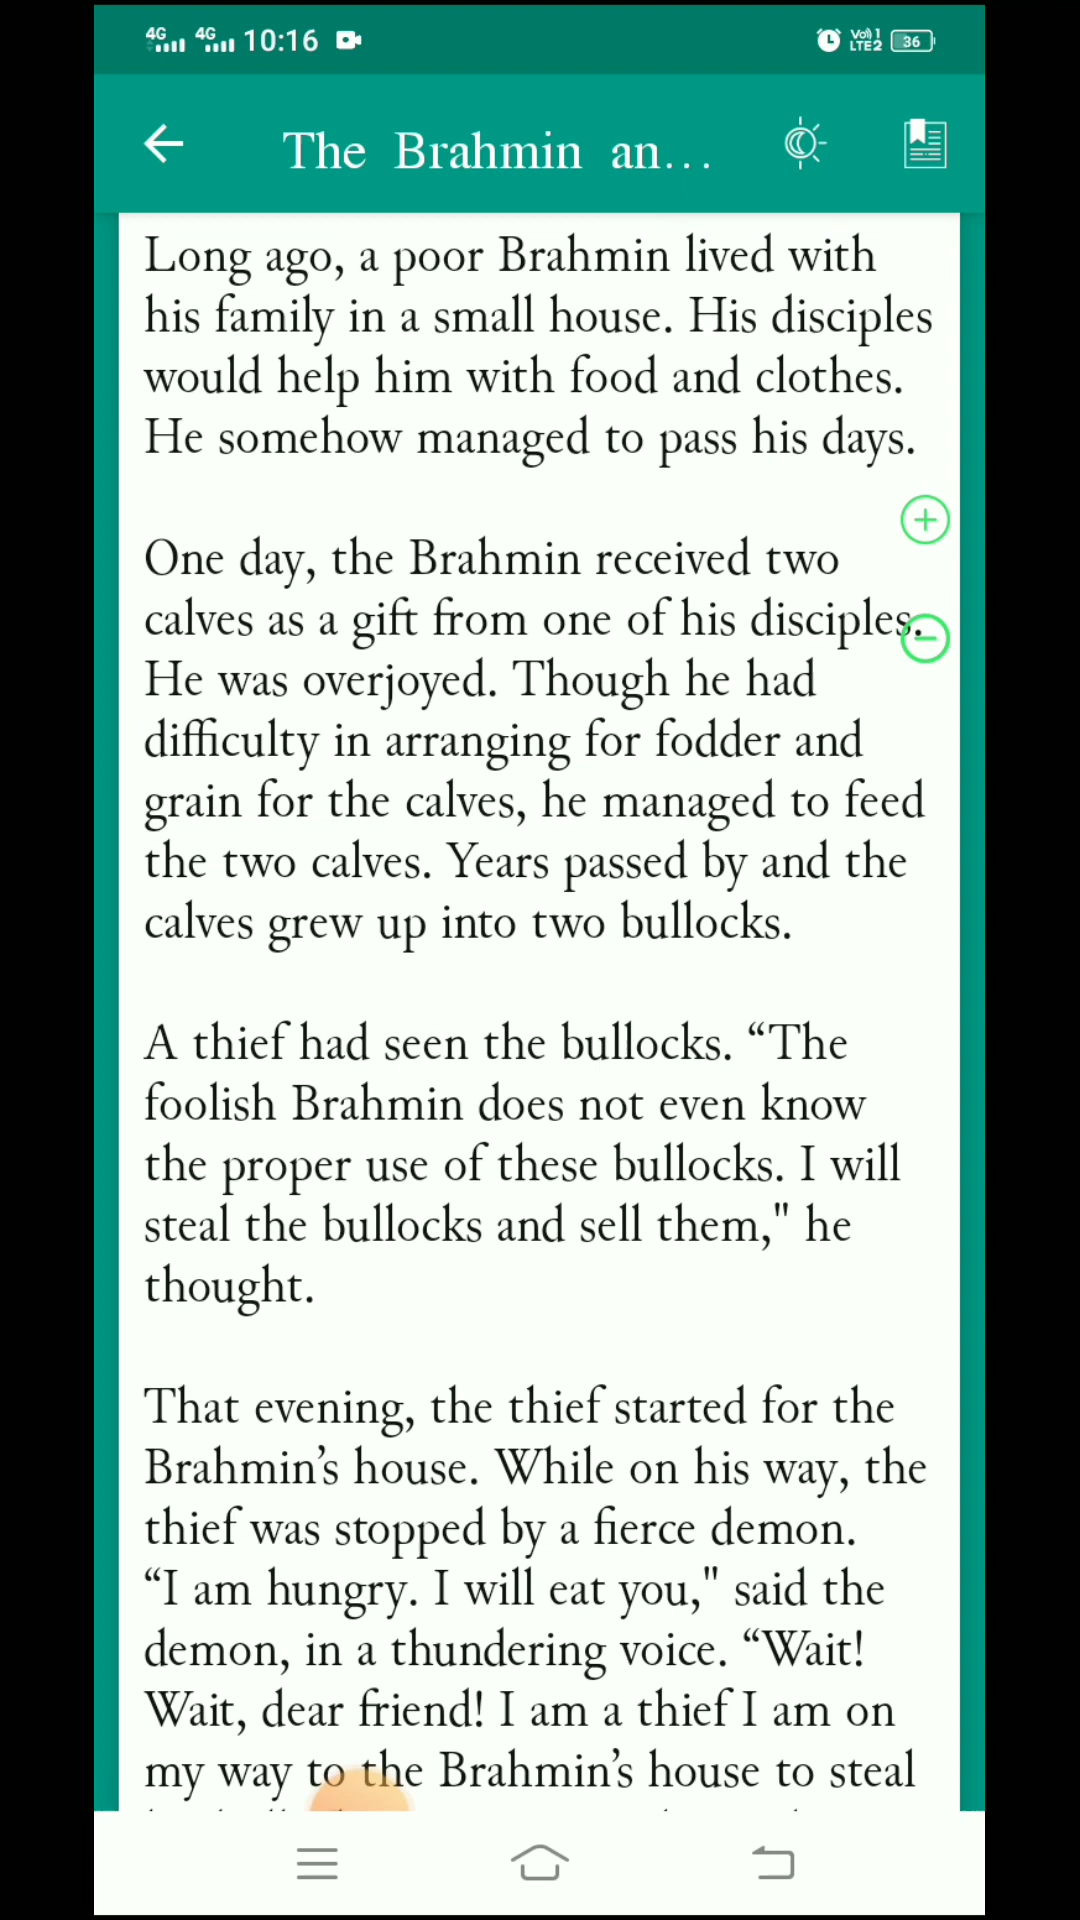 4G 4G 10:16
Vo) 1 LTE2 36
The Brahmin an...
Long ago, a poor Brahmin lived with
his family in a small house. His disciples
would help him with food and clothes.
He somehow managed to pass his days.
One day, the Brahmin received two
calves as a gift from one of his disciples.
He was overjoyed. Though he had
difficulty in arranging for fodder and
grain for the calves, he managed to feed
the two calves. Years passed by and the
calves grew up into two bullocks.
A thief had seen the bullocks. “The
foolish Brahmin does not even know
the proper use of these bullocks. I will
steal the bullocks and sell them," he
thought.
That evening, the thief started for the
Brahmin’s house. While on his way, the
thief was stopped by a fierce demon.
“I am hungry. I will eat you," said the
demon, in a thundering voice. “Wait!
Wait, dear friend! I am a thief I am on
my way to the Brahmin’s house to steal